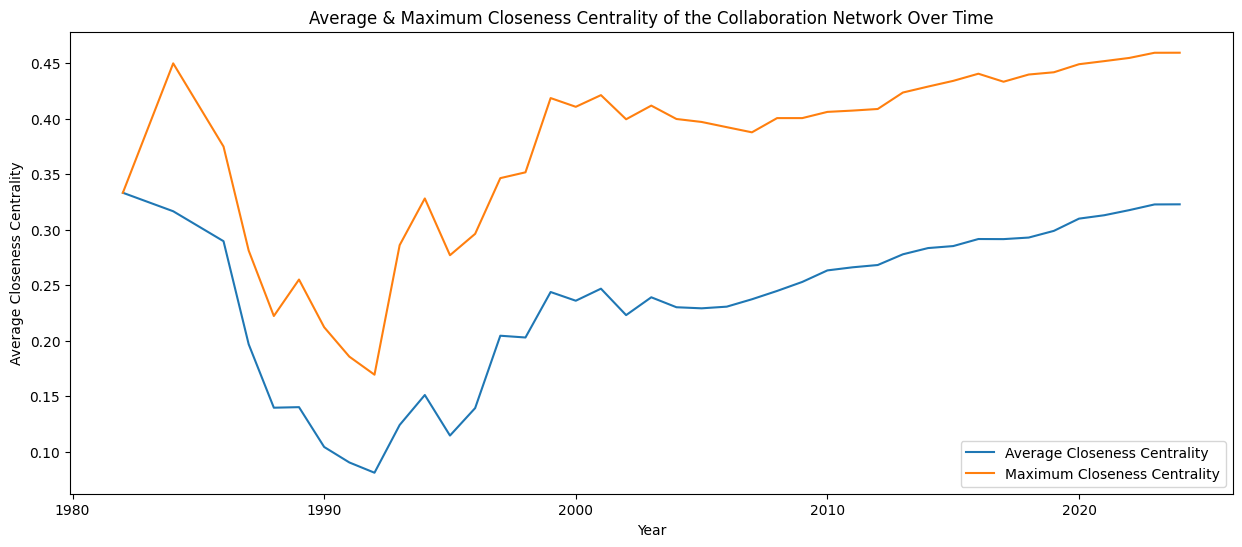 Average & Maximum Closeness Centrality of the Collaboration Network Over Time
Average Closeness Centrality
0.45
0.40
0.35
0.30
0.25
0.20
0.15
0.10
1980
1990
2000
2010
2020
Year
Average Closeness Centrality
Maximum Closeness Centrality